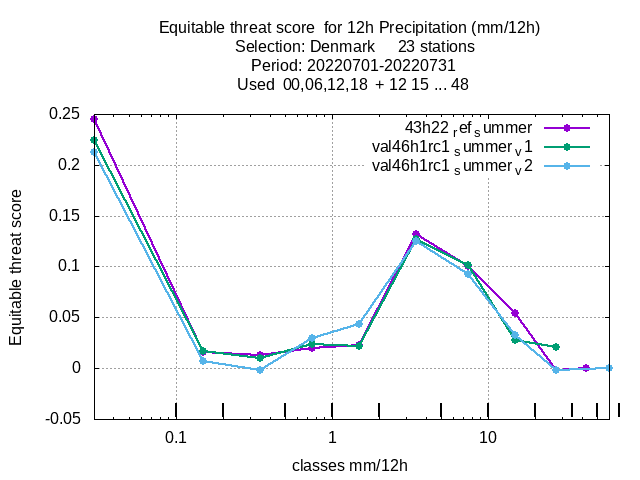 Equitable threat score  for 12h Precipitation (mm/12h)
Selection: Denmark     23 stations
Period: 20220701-20220731
Used  00,06,12,18  + 12 15 ... 48
0.25
43h22 ref summer
val46h1rc1 summer v1
val46h1rc1 summer v2
0.2
0.15
0.1
0.05
0
-0.05
Equitable threat score
0.1 1 10
classes mm/12h